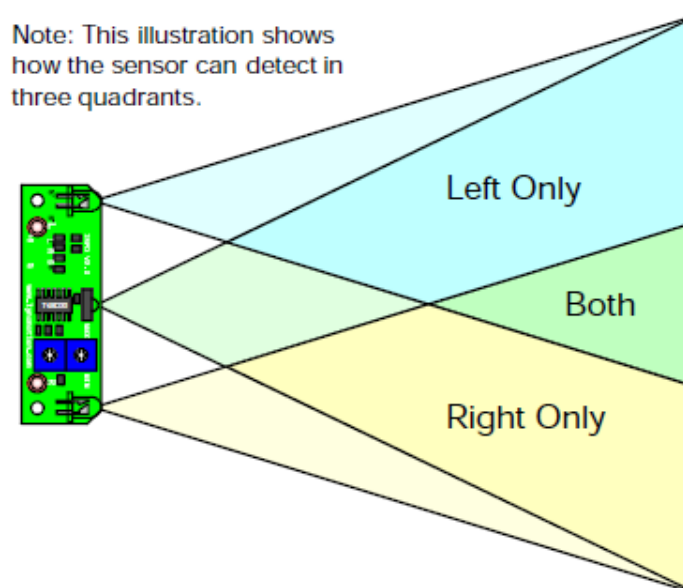 Note: This illustration shows
how the sensor can detect in
three quadrants.
Left Only
Both
Right Only